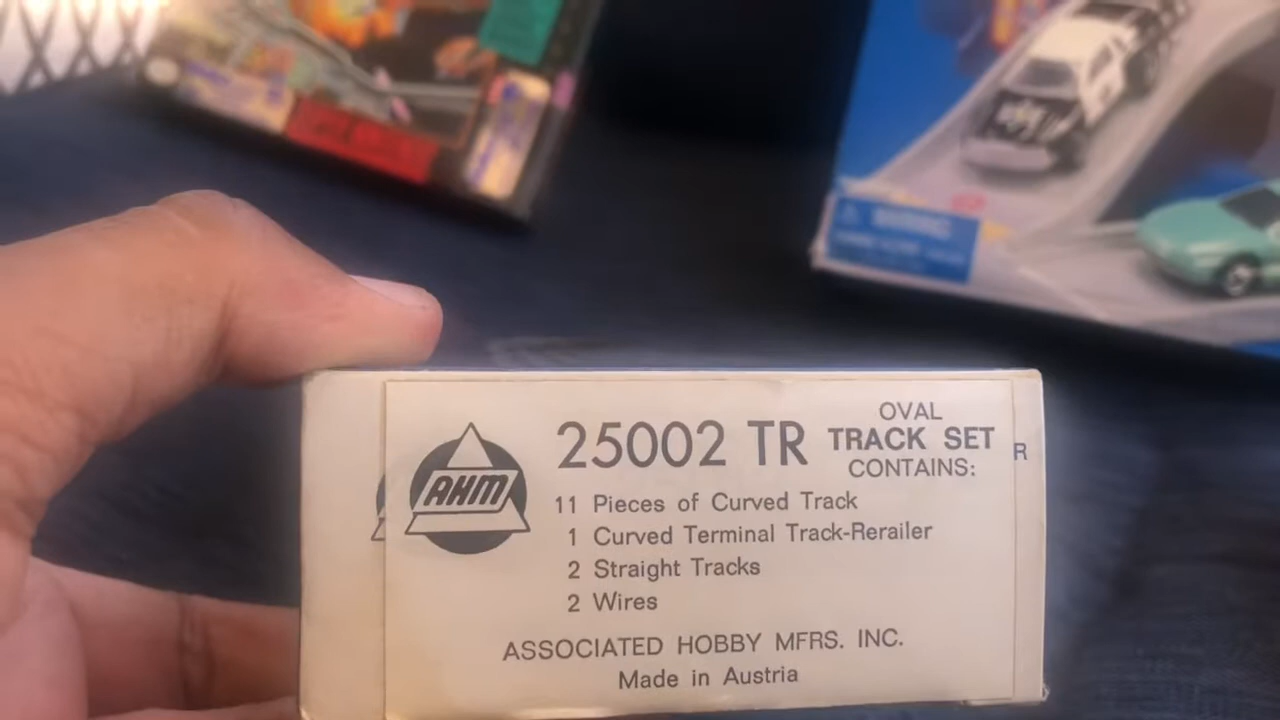 AHM
25002 TR
OVAL
TRACK SET
CONTAINS:
R
11 Pieces of Curved Track
1 Curved Terminal Track-Rerailer
2 Straight Tracks
2 Wires
ASSOCIATED HOBBY MFRS. INC.
Made in Austria
WARNING: